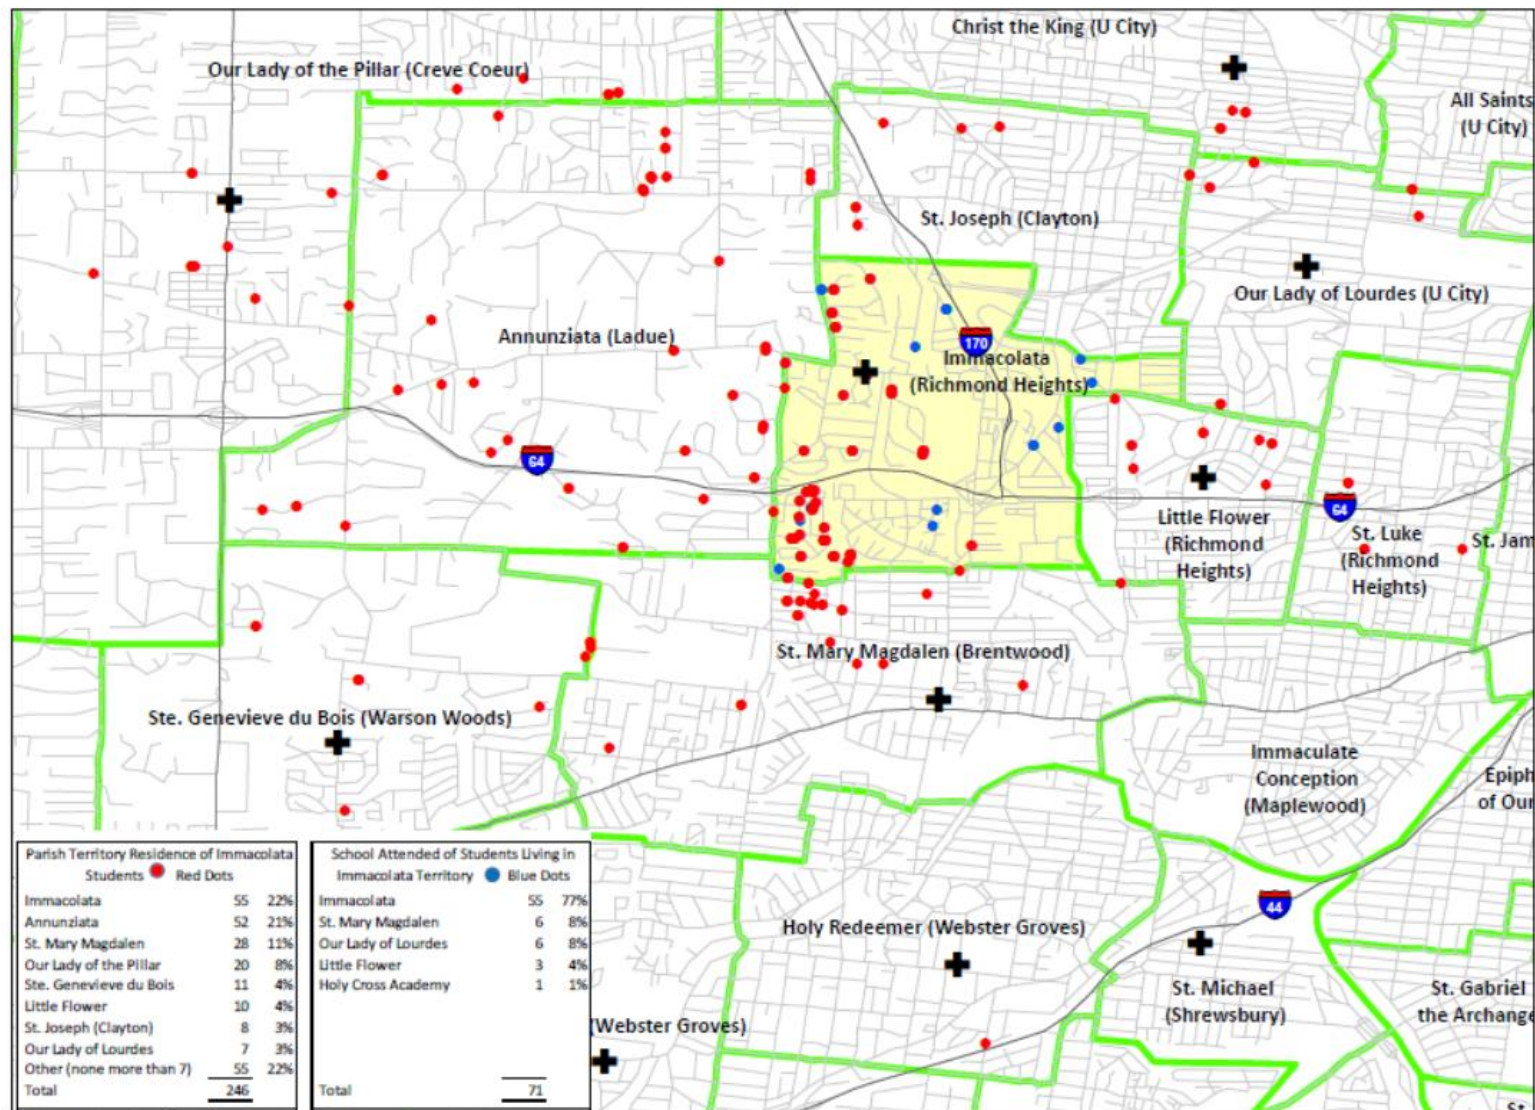 Christ the King (U City)
Our Lady of the Pillar (Creve Coeur)
All Saints
(U City)
St. Joseph (Clayton)
Our Lady of Lourdes (U City)
Annunziata (Ladue)
170
Immacolata
(Richmond Heights)
64
64
Little Flower
(Richmond
Heights)
St. Luke
(Richmond
Heights)
St. Jam
St. Mary Magdalen (Brentwood)
Ste. Genevieve du Bois (Warson Woods)
Immaculate
Conception
(Maplewood)
Epiph
of Our
Parish Territory Residence of Immacolata
Students Red Dots
Immacolata 55 22%
Annunziata 52 21%
St. Mary Magdalen 28 11%
Our Lady of the Pillar 20 8%
Ste. Genevieve du Bois 11 4%
Little Flower 10 4%
St. Joseph (Clayton) 8 3%
Our Lady of Lourdes 7 3%
Other (none more than 7) 55 22%
Total 246
School Attended of Students Living in
Immacolata Territory Blue Dots
Immacolata 55 77%
St. Mary Magdalen 6 8%
Our Lady of Lourdes 6 8%
Little Flower 3 4%
Holy Cross Academy 1 1%
Total 71
44
Holy Redeemer (Webster Groves)
St. Michael
(Shrewsbury)
St. Gabriel
the Archange
(Webster Groves)
St.